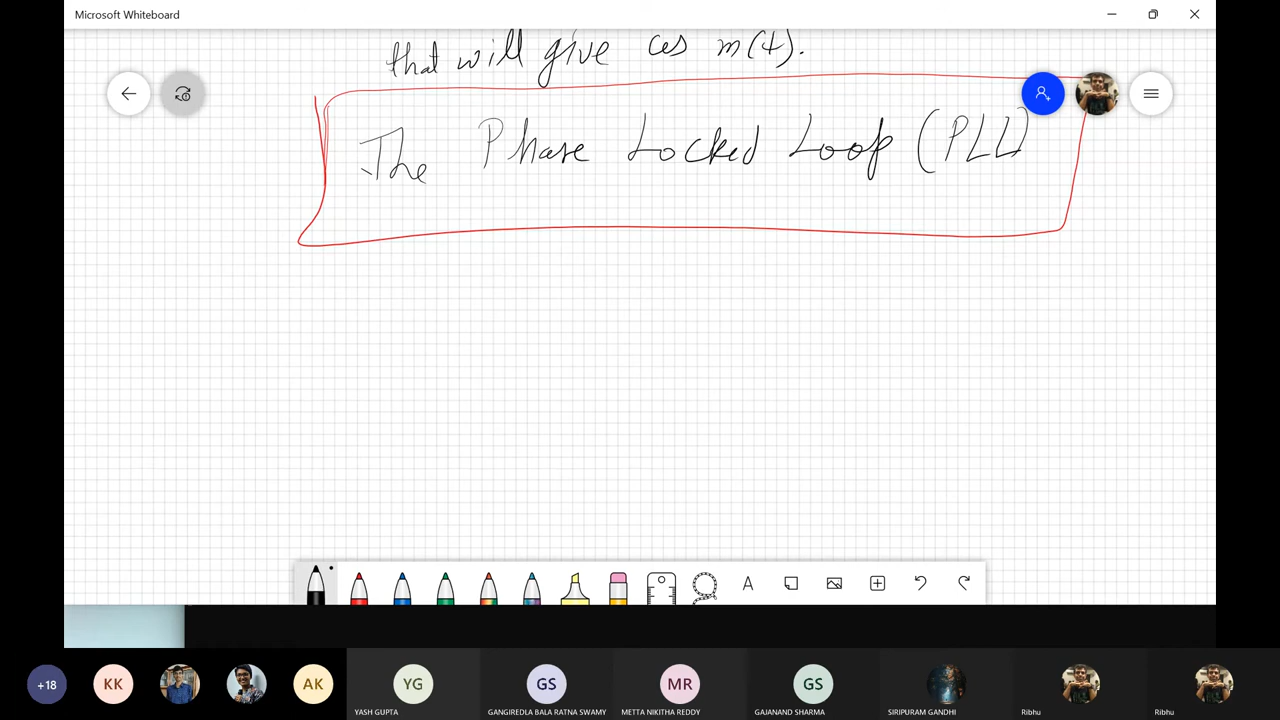 Microsoft Whiteboard
that will give us m(t).
The Phase Locked Loop (PLL)
A
+18
KK
AK
YG
GS
MR
GS
YASH GUPTA
GANGIREDLA BALA RATNA SWAMY
METTA NIKITHA REDDY
GAJANAND SHARMA
SIRIPURAM GANDHI
Ribhu
Ribhu